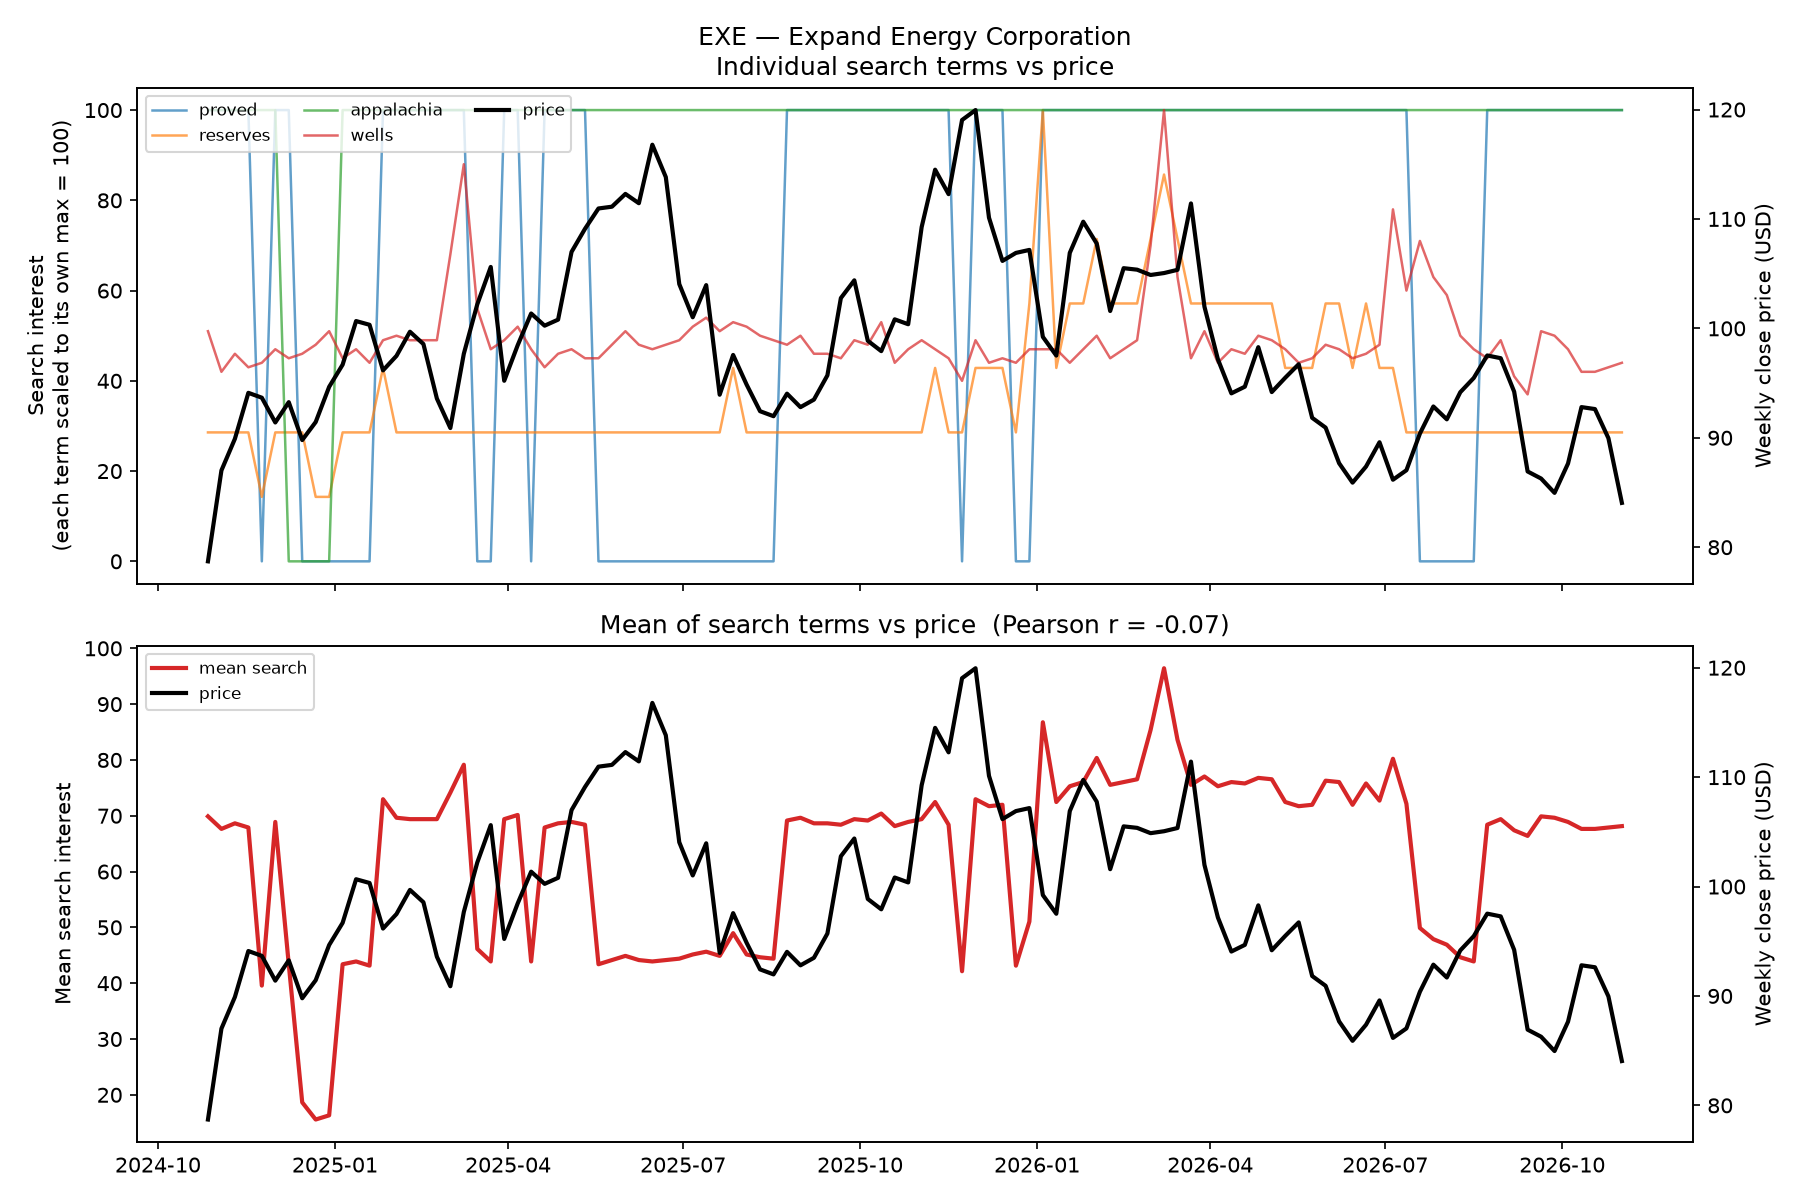 EXE — Expand Energy Corporation
Individual search terms vs price
proved
reserves
appalachia
wells
price
Search interest
(each term scaled to its own max = 100)
100
80
60
40
20
0
120
110
100
90
80
Weekly close price (USD)
Mean of search terms vs price (Pearson r = -0.07)
mean search
price
Mean search interest
100
90
80
70
60
50
40
30
20
120
110
100
90
80
Weekly close price (USD)
2024-10 2025-01 2025-04 2025-07 2025-10 2026-01 2026-04 2026-07 2026-10